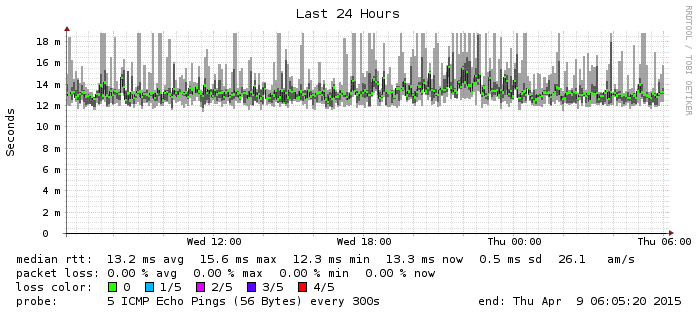 Last 24 Hours
RRDTOOL / TOBI OETIKER
Seconds
18 m
16 m
14 m
12 m
10 m
8 m
6 m
4 m
2 m
0
Wed 12:00 Wed 18:00 Thu 00:00 Thu 06:00
median rtt: 13.2 ms avg 15.6 ms max 12.3 ms min 13.3 ms now 0.5 ms sd 26.1 am/s
packet loss: 0.00 % avg 0.00 % max 0.00 % min 0.00 % now
loss color: 0 1/5 2/5 3/5 4/5
probe: 5 ICMP Echo Pings (56 Bytes) every 300s end: Thu Apr 9 06:05:20 2015